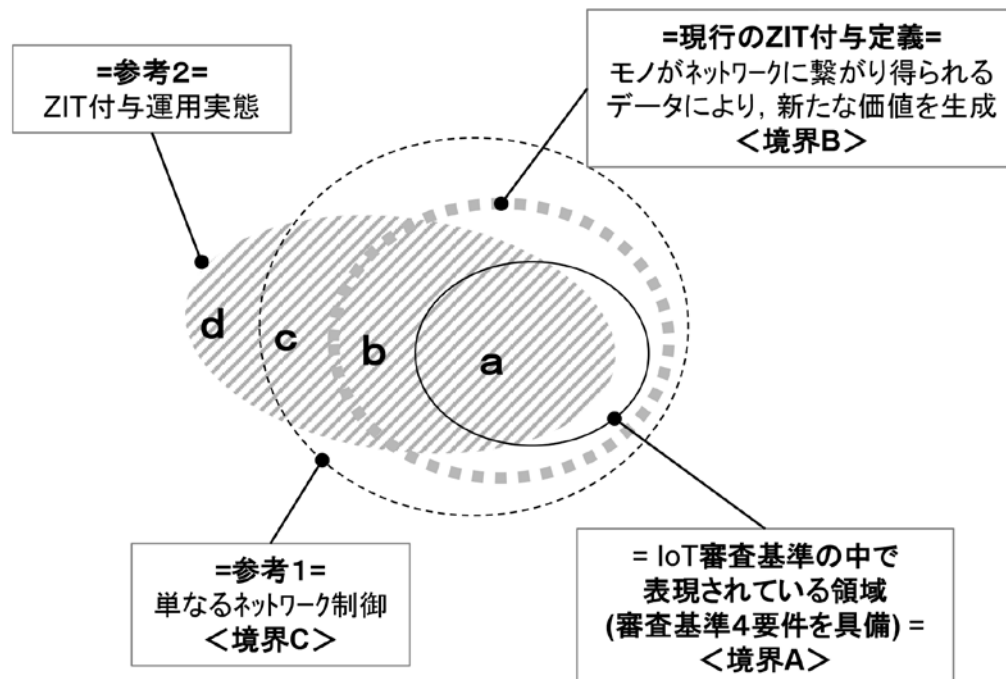 =参考２=
ZIT付与運用実態
=現行のZIT付与定義=
モノがネットワークに繋がり得られる
データにより，新たな価値を生成
＜境界B＞
d
c
b
a
=参考１=
単なるネットワーク制御
＜境界C＞
= IoT審査基準の中で
表現されている領域
(審査基準４要件を具備) =
＜境界A＞